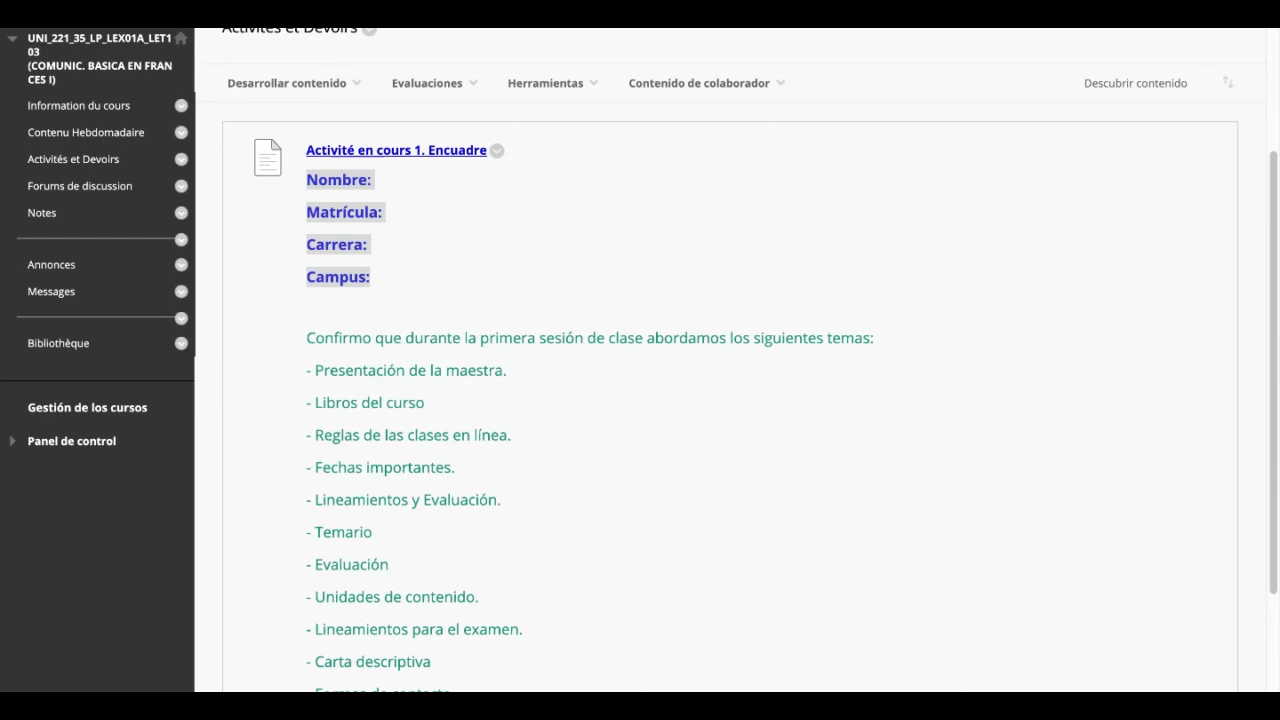 UNI_221_35_LP_LEX01A_LET1
03
(COMUNIC. BASICA EN FRAN
CES I)
Information du cours
Contenu Hebdomadaire
Activités et Devoirs
Forums de discussion
Notes
Annonces
Messages
Bibliothèque
Gestión de los cursos
Panel de control
Activités et Devoirs
Desarrollar contenido
Evaluaciones
Herramientas
Contenido de colaborador
Descubrir contenido
Activité en cours 1. Encuadre
Nombre:
Matrícula:
Carrera:
Campus:
Confirmo que durante la primera sesión de clase abordamos los siguientes temas:
- Presentación de la maestra.
- Libros del curso
- Reglas de las clases en línea.
- Fechas importantes.
- Lineamientos y Evaluación.
- Temario
- Evaluación
- Unidades de contenido.
- Lineamientos para el examen.
- Carta descriptiva